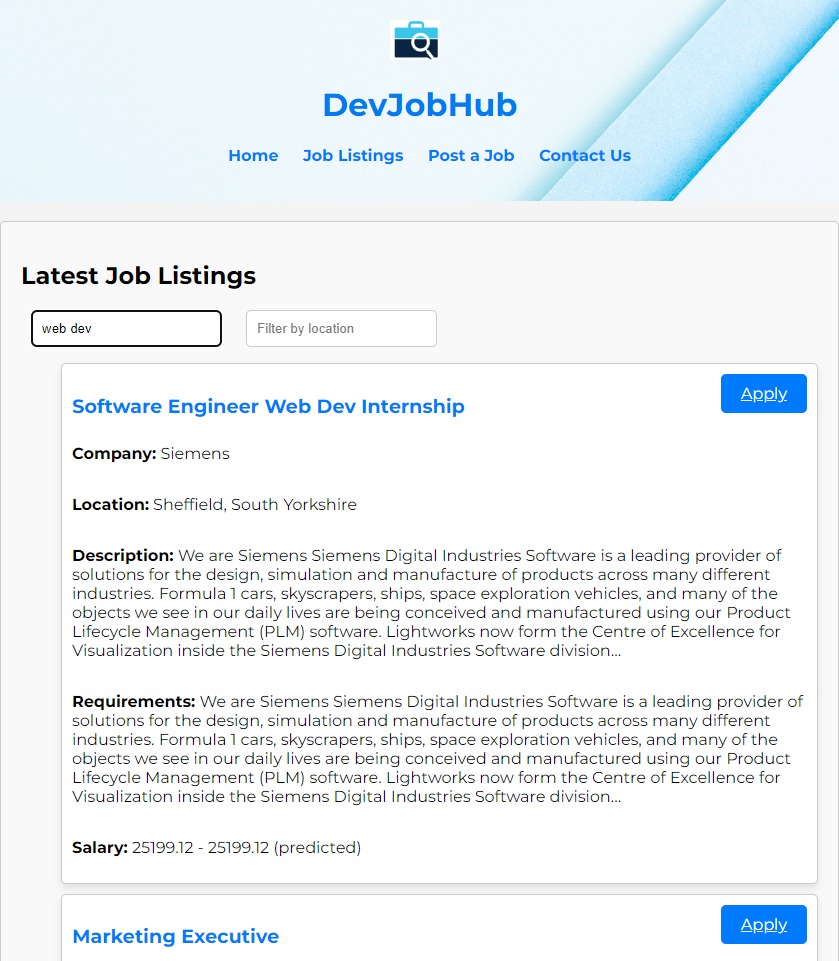 DevJobHub
Home Job Listings Post a Job Contact Us
Latest Job Listings
web dev Filter by location
Software Engineer Web Dev Internship Apply
Company: Siemens
Location: Sheffield, South Yorkshire
Description: We are Siemens Siemens Digital Industries Software is a leading provider of
solutions for the design, simulation and manufacture of products across many different
industries. Formula 1 cars, skyscrapers, ships, space exploration vehicles, and many of the
objects we see in our daily lives are being conceived and manufactured using our Product
Lifecycle Management (PLM) software. Lightworks now form the Centre of Excellence for
Visualization inside the Siemens Digital Industries Software division…
Requirements: We are Siemens Siemens Digital Industries Software is a leading provider of
solutions for the design, simulation and manufacture of products across many different
industries. Formula 1 cars, skyscrapers, ships, space exploration vehicles, and many of the
objects we see in our daily lives are being conceived and manufactured using our Product
Lifecycle Management (PLM) software. Lightworks now form the Centre of Excellence for
Visualization inside the Siemens Digital Industries Software division…
Salary: 25199.12 - 25199.12 (predicted)
Marketing Executive Apply